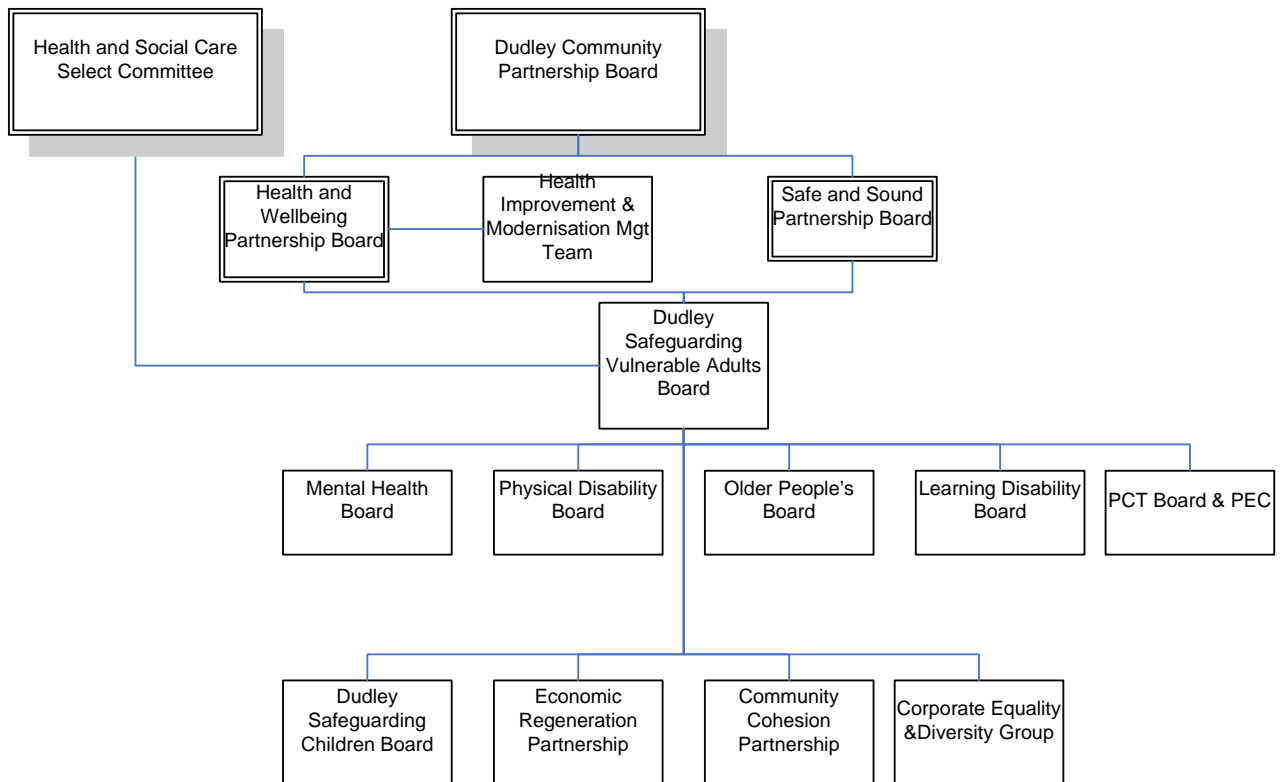 Health and Social Care
Select Committee
Dudley Community
Partnership Board
Health and
Wellbeing
Partnership Board
Health
Improvement &
Modernisation Mgt
Team
Safe and Sound
Partnership Board
Dudley
Safeguarding
Vulnerable Adults
Board
Mental Health
Board
Physical Disability
Board
Older People’s
Board
Learning Disability
Board
PCT Board & PEC
Dudley
Safeguarding
Children Board
Economic
Regeneration
Partnership
Community
Cohesion
Partnership
Corporate Equality
&Diversity Group